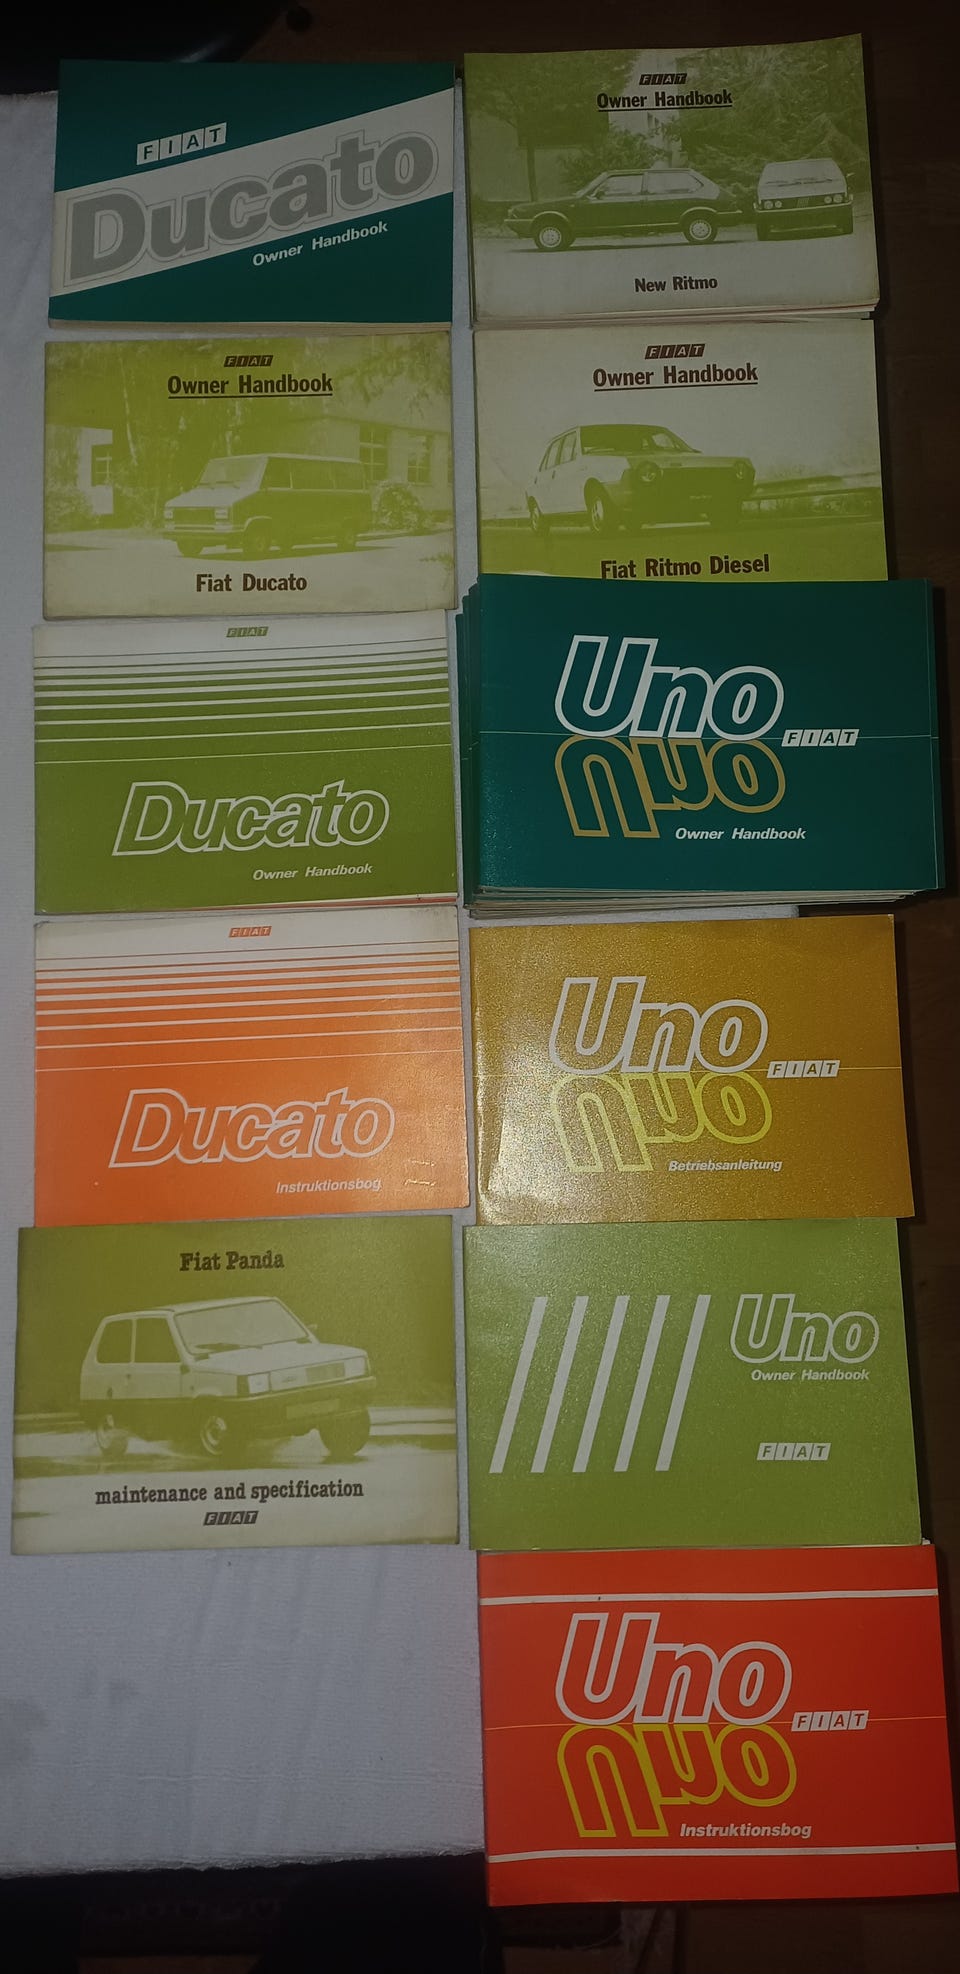 FIAT
Ducato
Owner Handbook
FIAT
Owner Handbook
New Ritmo
FIAT
Owner Handbook
Fiat Ducato
FIAT
Owner Handbook
Fiat Ritmo Diesel
FIAT
Ducato
Owner Handbook
Uno
FIAT
Uno
Owner Handbook
FIAT
Ducato
Instruktionsbog
Uno
FIAT
Uno
Betriebsanleitung
Fiat Panda
maintenance and specification
FIAT
Uno
Owner Handbook
FIAT
Uno
FIAT
Uno
Instruktionsbog